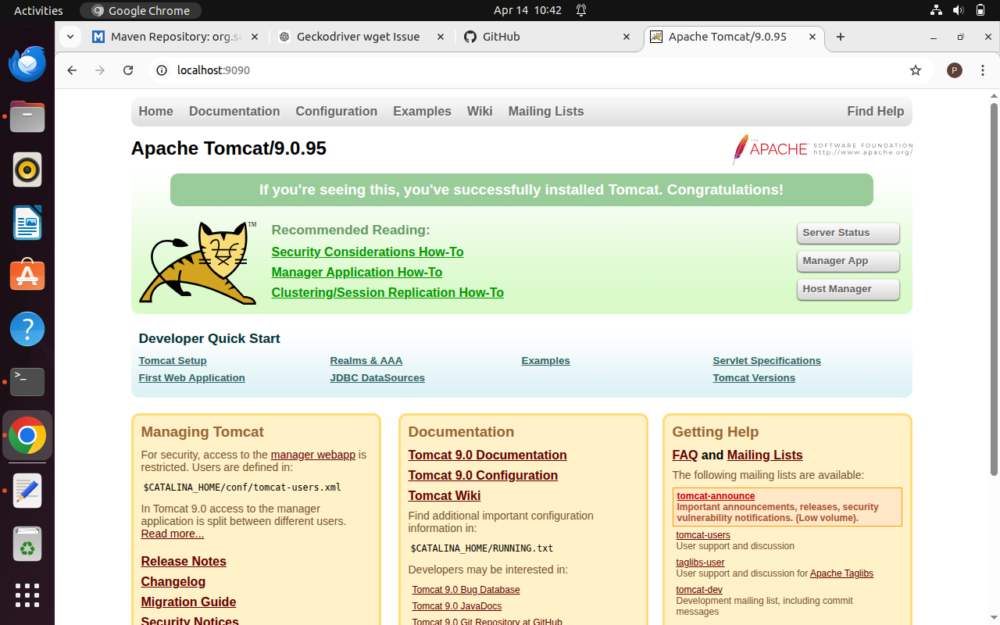 Activities
Google Chrome
Apr 14 10:42
Maven Repository: org.s
Geckodriver wget Issue
GitHub
Apache Tomcat/9.0.95
localhost:9090
P
Home Documentation Configuration Examples Wiki Mailing Lists Find Help
Apache Tomcat/9.0.95
THE APACHE SOFTWARE FOUNDATION
http://www.apache.org/
If you're seeing this, you've successfully installed Tomcat. Congratulations!
TM
Recommended Reading:
Security Considerations How-To
Manager Application How-To
Clustering/Session Replication How-To
Server Status
Manager App
Host Manager
Developer Quick Start
Tomcat Setup
First Web Application
Realms & AAA
JDBC DataSources
Examples
Servlet Specifications
Tomcat Versions
Managing Tomcat
For security, access to the manager webapp is
restricted. Users are defined in:
$CATALINA_HOME/conf/tomcat-users.xml
In Tomcat 9.0 access to the manager
application is split between different users.
Read more...
Release Notes
Changelog
Migration Guide
Security Notices
Documentation
Tomcat 9.0 Documentation
Tomcat 9.0 Configuration
Tomcat Wiki
Find additional important configuration
information in:
$CATALINA_HOME/RUNNING.txt
Developers may be interested in:
Tomcat 9.0 Bug Database
Tomcat 9.0 JavaDocs
Tomcat 9.0 Git Repository at GitHub
Getting Help
FAQ and Mailing Lists
The following mailing lists are available:
tomcat-announce
Important announcements, releases, security
vulnerability notifications. (Low volume).
tomcat-users
User support and discussion
taglibs-user
User support and discussion for Apache Taglibs
tomcat-dev
Development mailing list, including commit
messages